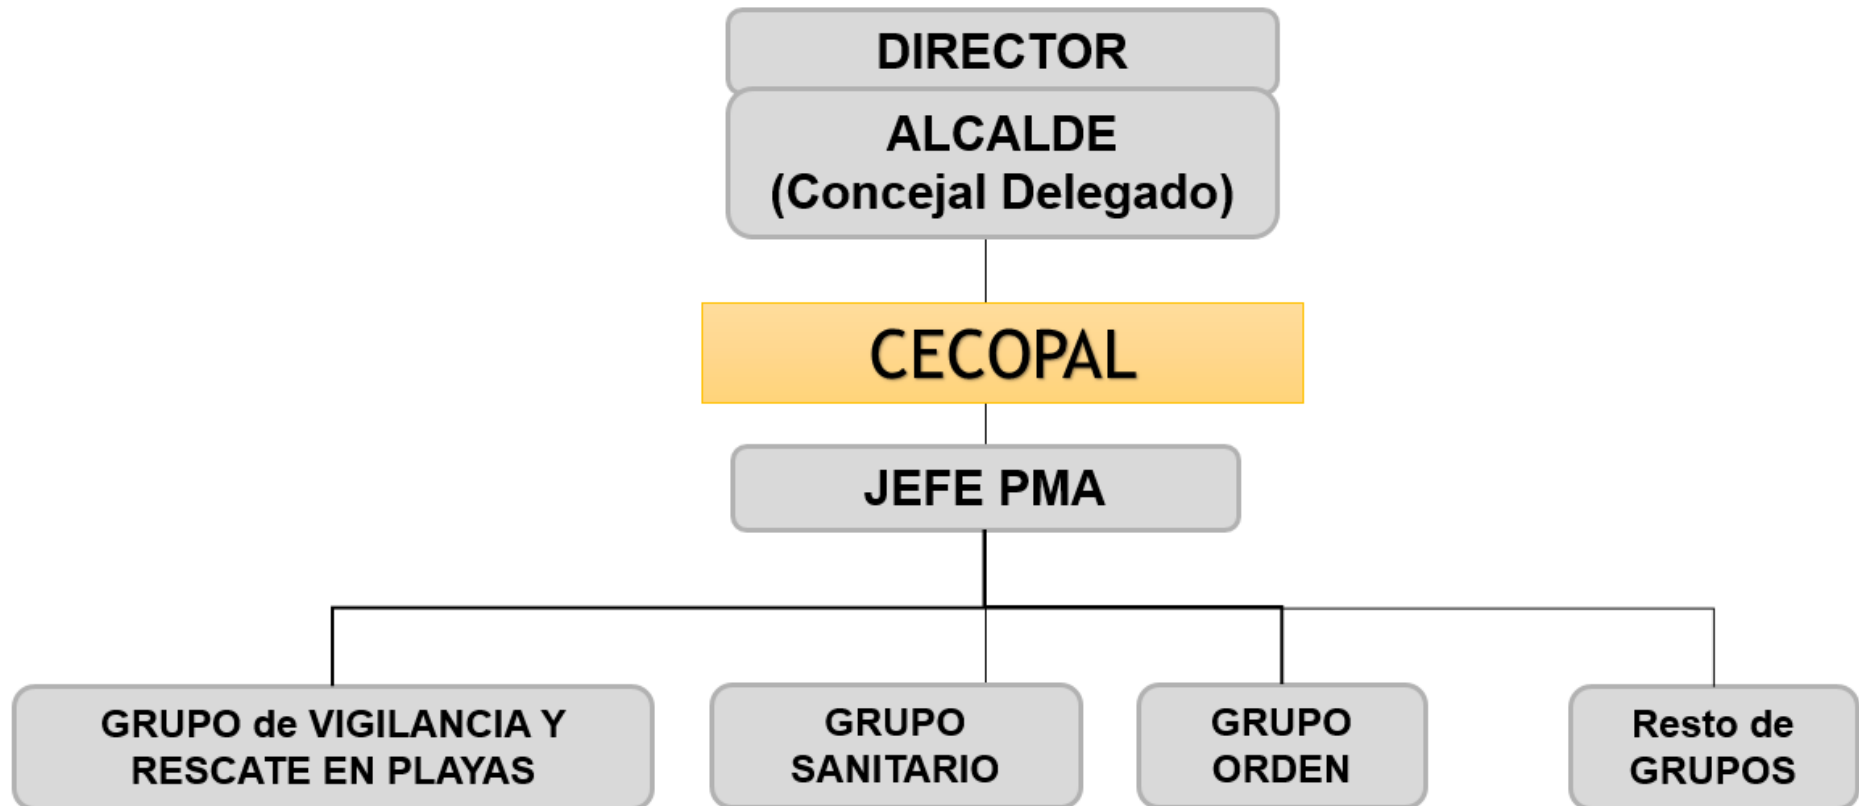 DIRECTOR
ALCALDE
(Concejal Delegado)
CECOPAL
JEFE PMA
GRUPO de VIGILANCIA Y
RESCATE EN PLAYAS
GRUPO
SANITARIO
GRUPO
ORDEN
Resto de
GRUPOS